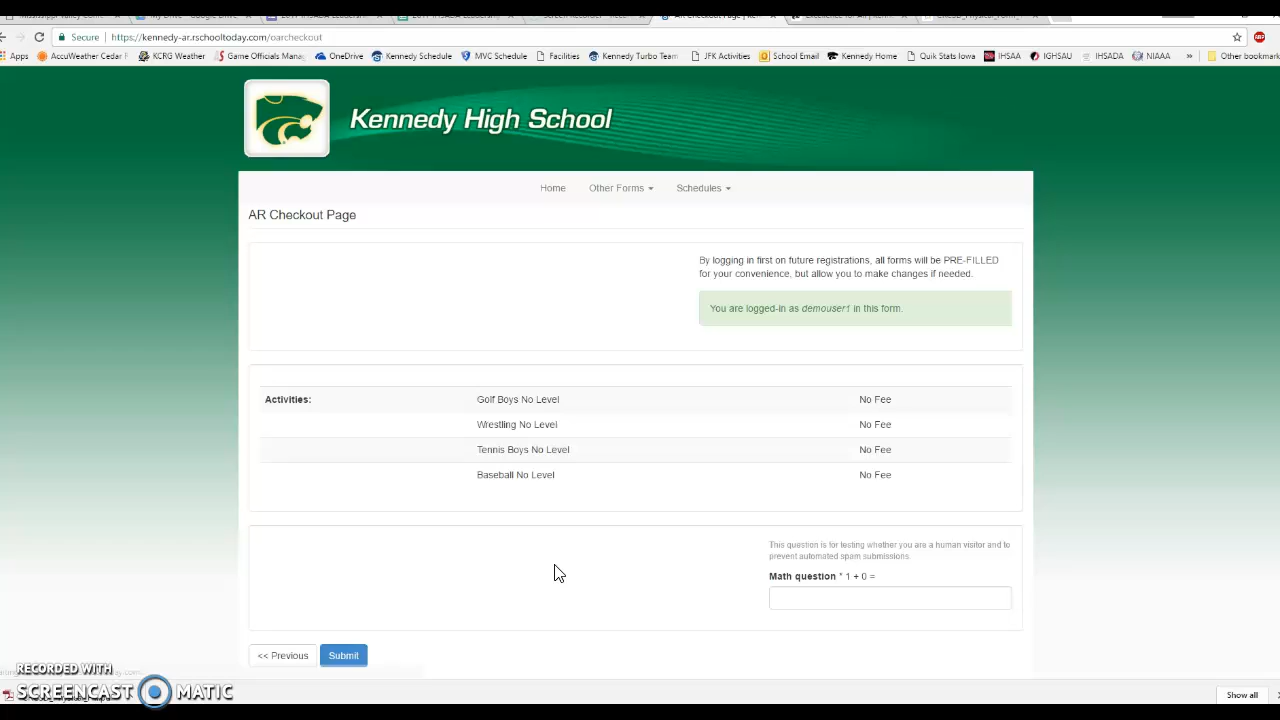 Secure https://kennedy-ar.rschooltoday.com/oarcheckout
Apps AccuWeather Cedar KCRG Weather Game Officials Mana OneDrive Kennedy Schedule MVC Schedule Facilities Kennedy Turbo Team JFK Activities School Email Kennedy Home Quik Stats Iowa IHSAA IGHSAU IHSADA NIAAA » Other bookmark
Kennedy High School
Home Other Forms Schedules
AR Checkout Page
By logging in first on future registrations, all forms will be PRE-FILLED
for your convenience, but allow you to make changes if needed.
You are logged-in as demouser1 in this form.
Activities: Golf Boys No Level No Fee
Wrestling No Level No Fee
Tennis Boys No Level No Fee
Baseball No Level No Fee
This question is for testing whether you are a human visitor and to
prevent automated spam submissions.
Math question * 1 + 0 =
<< Previous Submit
RECORDED WITH
SCREENCAST MATIC
Show all